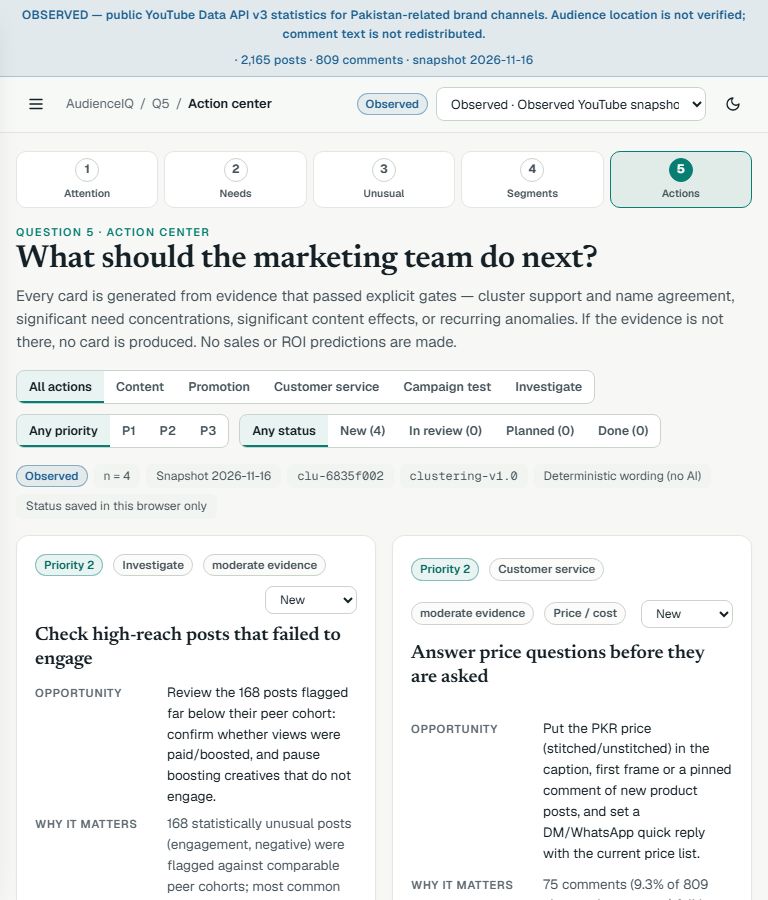 OBSERVED — public YouTube Data API v3 statistics for Pakistan-related brand channels. Audience location is not verified;
comment text is not redistributed.
· 2,165 posts · 809 comments · snapshot 2026-11-16
AudienceIQ / Q5 / Action center
Observed
Observed · Observed YouTube snapsho
1
Attention
2
Needs
3
Unusual
4
Segments
5
Actions
QUESTION 5 · ACTION CENTER
What should the marketing team do next?
Every card is generated from evidence that passed explicit gates — cluster support and name agreement,
significant need concentrations, significant content effects, or recurring anomalies. If the evidence is not
there, no card is produced. No sales or ROI predictions are made.
All actions Content Promotion Customer service Campaign test Investigate
Any priority P1 P2 P3
Any status New (4) In review (0) Planned (0) Done (0)
Observed n = 4 Snapshot 2026-11-16 clu-6835f002 clustering-v1.0 Deterministic wording (no AI)
Status saved in this browser only
Priority 2 Investigate moderate evidence
New
Check high-reach posts that failed to
engage
OPPORTUNITY
Review the 168 posts flagged
far below their peer cohort:
confirm whether views were
paid/boosted, and pause
boosting creatives that do not
engage.
WHY IT MATTERS
168 statistically unusual posts
(engagement, negative) were
flagged against comparable
peer cohorts; most common
Priority 2 Customer service
moderate evidence Price / cost New
Answer price questions before they
are asked
OPPORTUNITY
Put the PKR price
(stitched/unstitched) in the
caption, first frame or a pinned
comment of new product
posts, and set a
DM/WhatsApp quick reply
with the current price list.
WHY IT MATTERS
75 comments (9.3% of 809